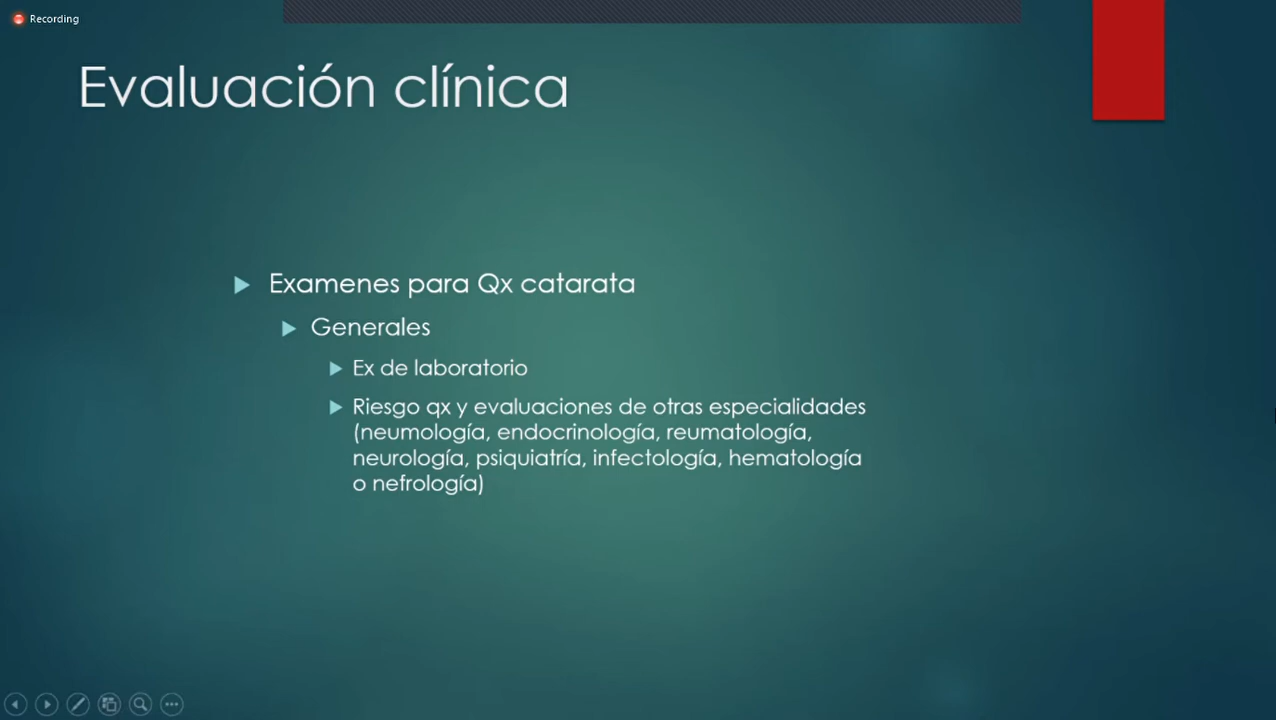 Recording
Evaluación clínica
Examenes para Qx catarata
Generales
Ex de laboratorio
Riesgo qx y evaluaciones de otras especialidades
(neumología, endocrinología, reumatología,
neurología, psiquiatría, infectología, hematología
o nefrología)